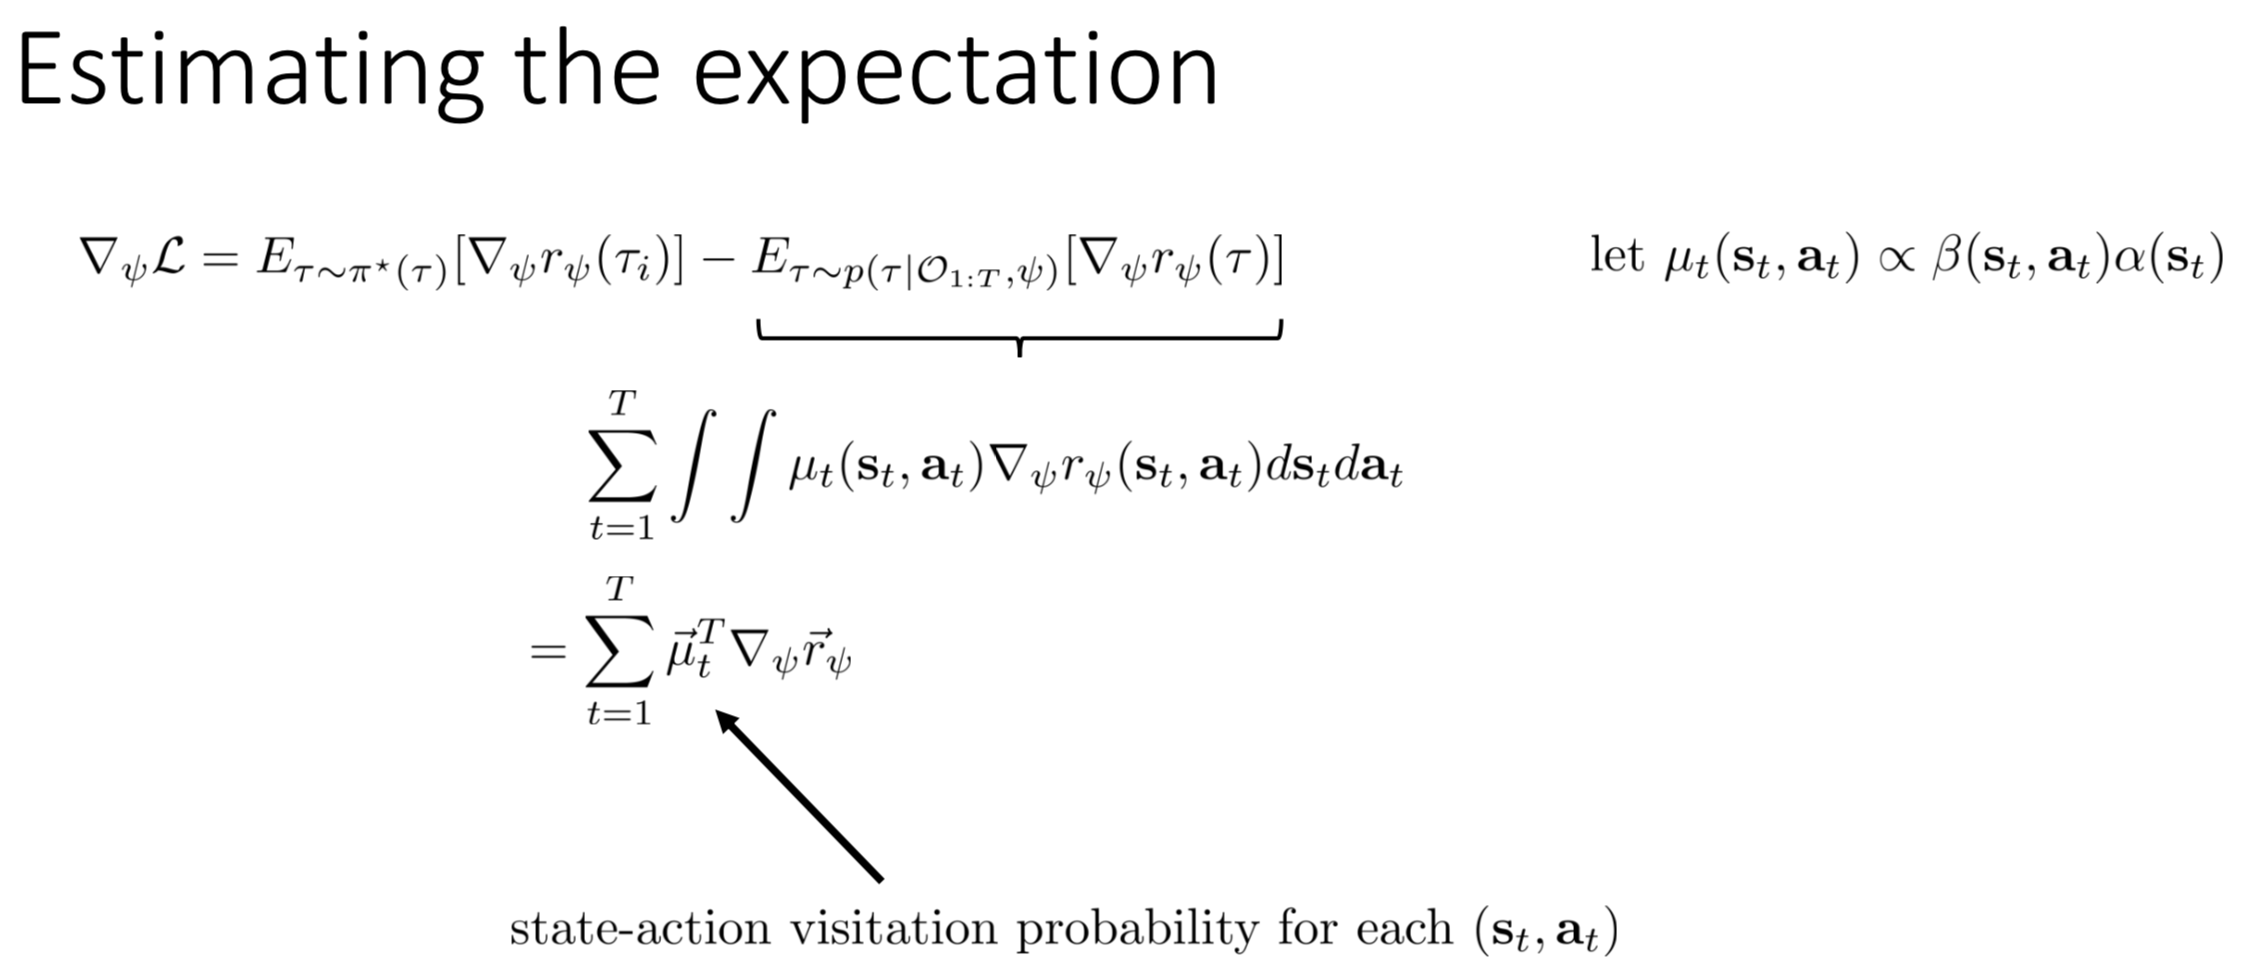 Estimating the expectation
∇_ψ ℒ = E_{τ∼π⋆(τ)}[∇_ψ r_ψ(τ_i)] − E_{τ∼p(τ|𝒪_{1:T},ψ)}[∇_ψ r_ψ(τ)]
let μ_t(𝐬_t, 𝐚_t) ∝ β(𝐬_t, 𝐚_t)α(𝐬_t)
∑_{t=1}^{T} ∫ ∫ μ_t(𝐬_t, 𝐚_t)∇_ψ r_ψ(𝐬_t, 𝐚_t)d𝐬_t d𝐚_t
= ∑_{t=1}^{T} μ⃗_t^T ∇_ψ r⃗_ψ
state-action visitation probability for each (𝐬_t, 𝐚_t)